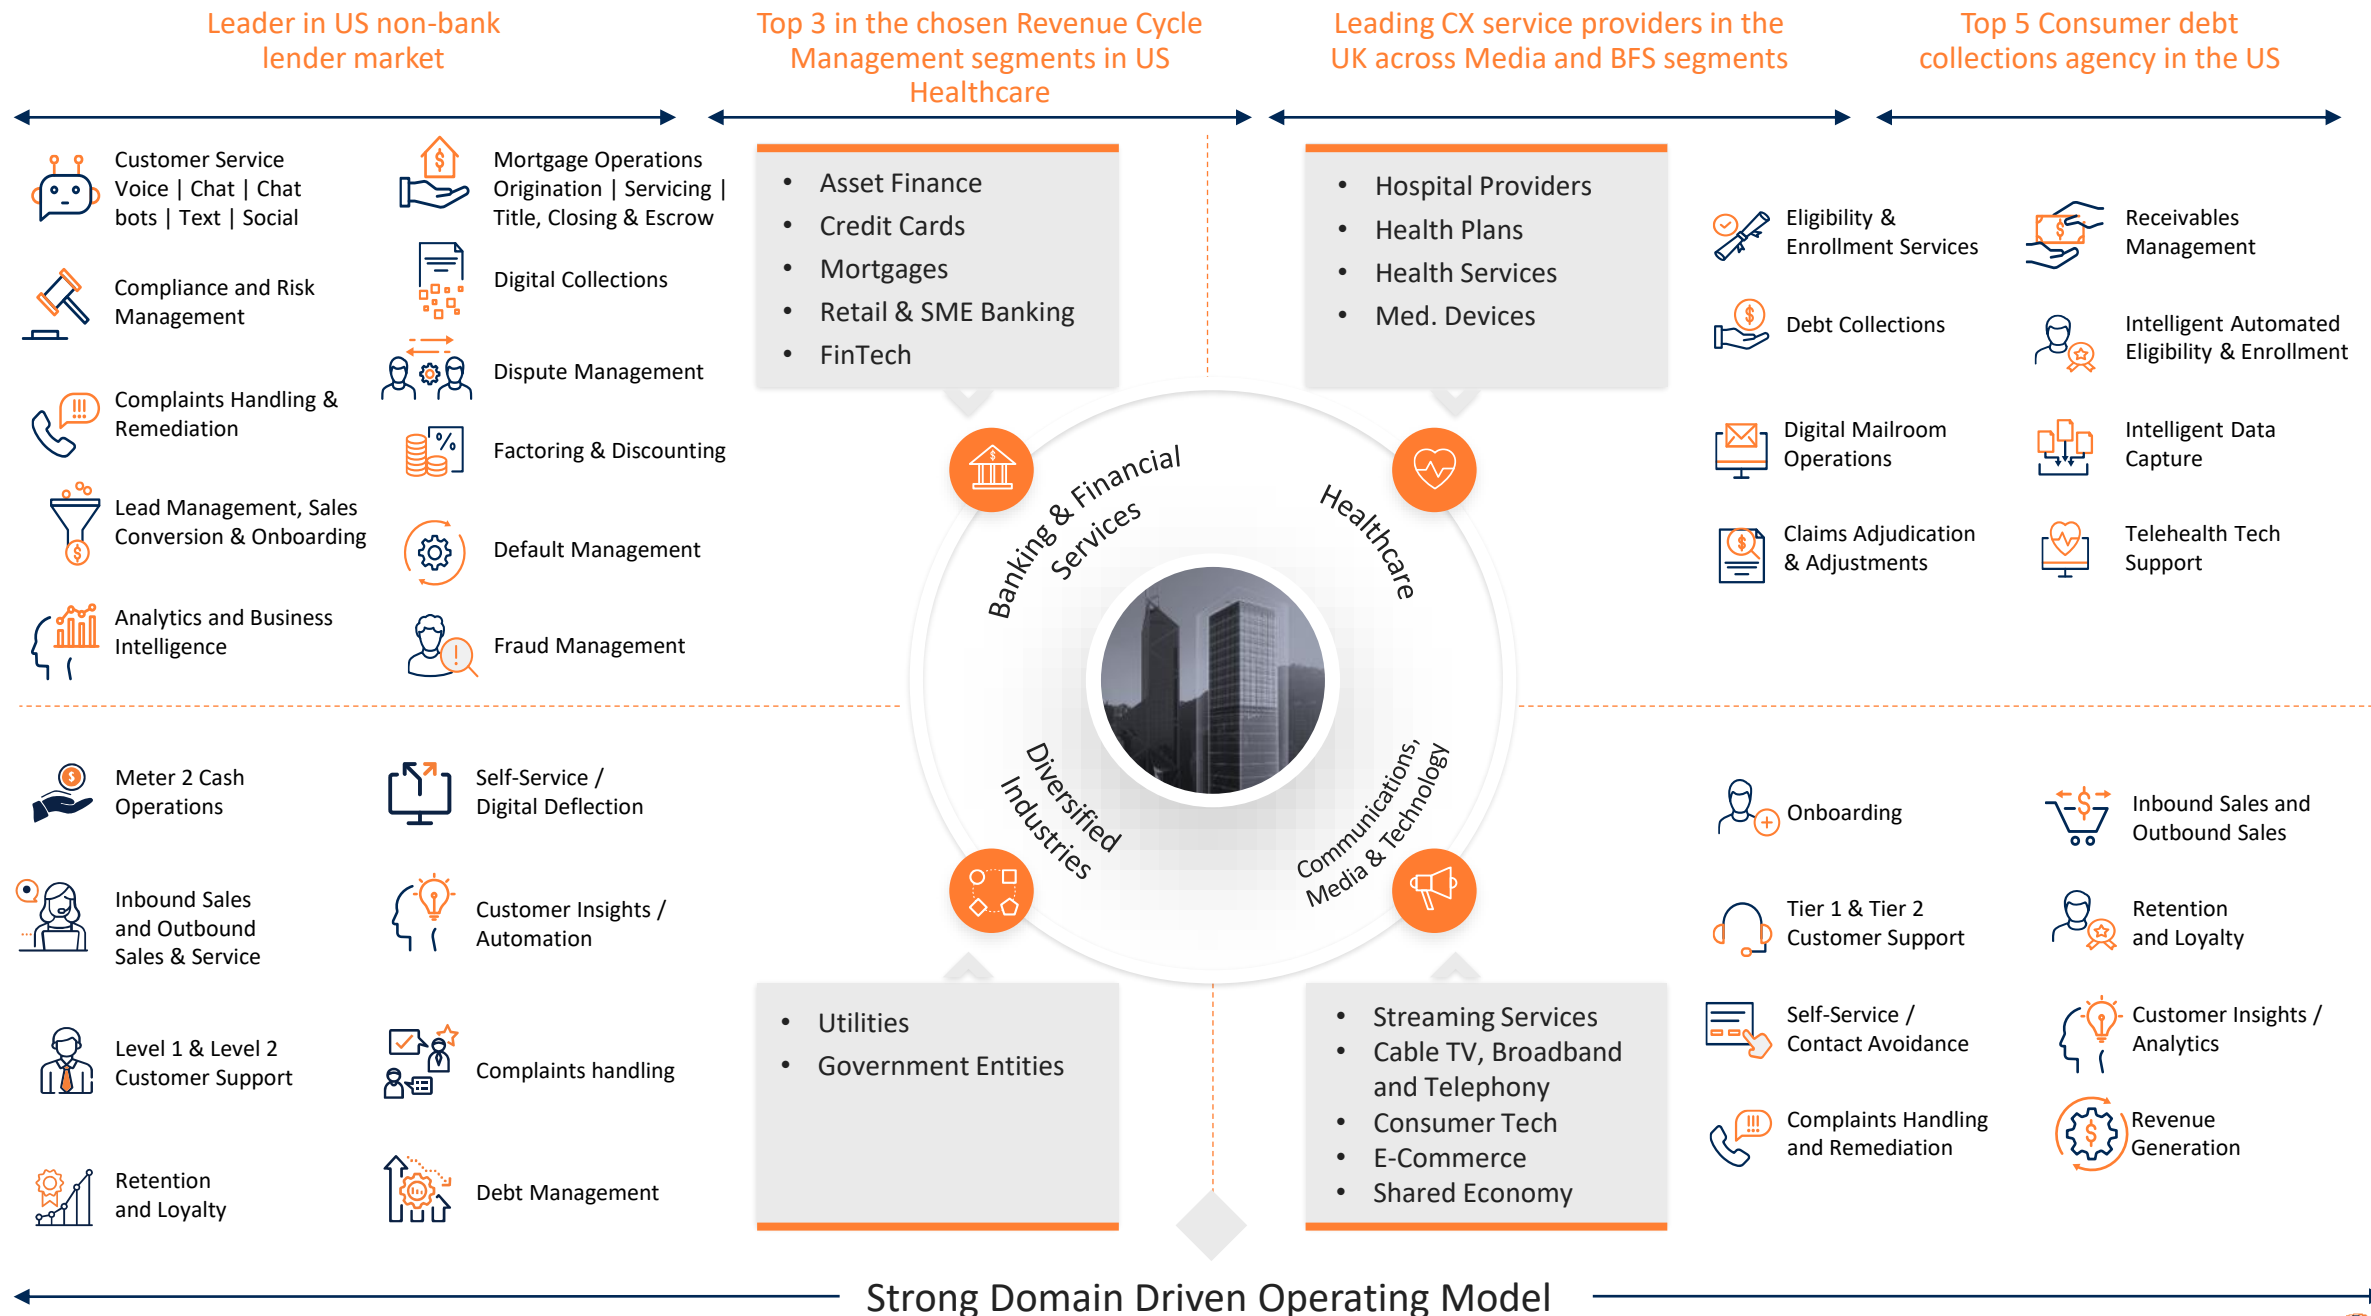 Leader in US non-bank
lender market
Top 3 in the chosen Revenue Cycle
Management segments in US
Healthcare
Leading CX service providers in the
UK across Media and BFS segments
Top 5 Consumer debt
collections agency in the US
Customer Service
Voice | Chat | Chat
bots | Text | Social
Mortgage Operations
Origination | Servicing |
Title, Closing & Escrow
Compliance and Risk
Management
Digital Collections
Complaints Handling &
Remediation
Dispute Management
Factoring & Discounting
Lead Management, Sales
Conversion & Onboarding
Default Management
Analytics and Business
Intelligence
Fraud Management
• Asset Finance
• Credit Cards
• Mortgages
• Retail & SME Banking
• FinTech
• Hospital Providers
• Health Plans
• Health Services
• Med. Devices
Eligibility &
Enrollment Services
Receivables
Management
Debt Collections
Intelligent Automated
Eligibility & Enrollment
Digital Mailroom
Operations
Intelligent Data
Capture
Claims Adjudication
& Adjustments
Telehealth Tech
Support
Banking & Financial
Services
Healthcare
Diversified
Industries
Communications,
Media & Technology
Meter 2 Cash
Operations
Self-Service /
Digital Deflection
Inbound Sales
and Outbound
Sales & Service
Customer Insights /
Automation
Level 1 & Level 2
Customer Support
Complaints handling
Retention
and Loyalty
Debt Management
• Utilities
• Government Entities
• Streaming Services
• Cable TV, Broadband
and Telephony
• Consumer Tech
• E-Commerce
• Shared Economy
Onboarding
Inbound Sales and
Outbound Sales
Tier 1 & Tier 2
Customer Support
Retention
and Loyalty
Self-Service /
Contact Avoidance
Customer Insights /
Analytics
Complaints Handling
and Remediation
Revenue
Generation
Strong Domain Driven Operating Model